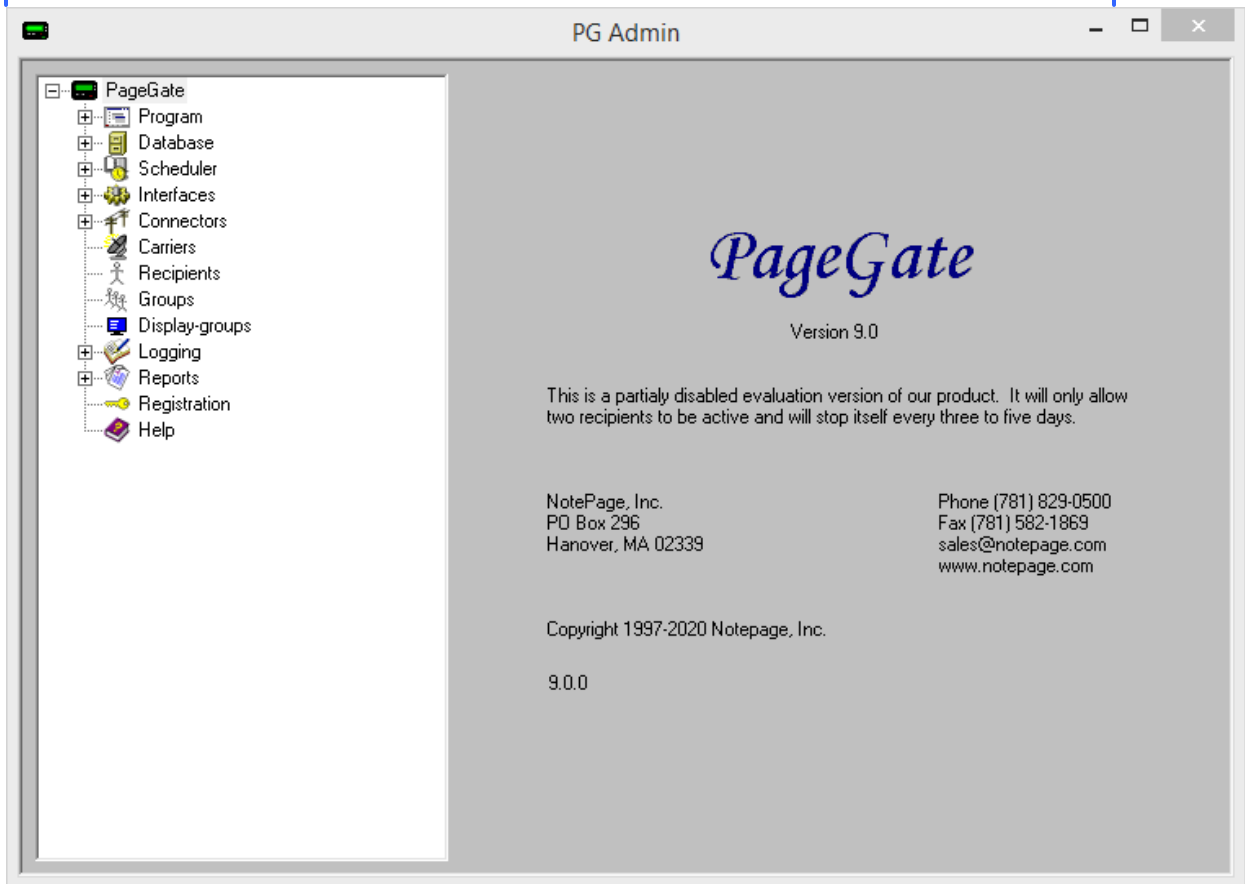 PG Admin
PageGate
Program
Database
Scheduler
Interfaces
Connectors
Carriers
Recipients
Groups
Display-groups
Logging
Reports
Registration
Help
PageGate
Version 9.0
This is a partialy disabled evaluation version of our product. It will only allow
two recipients to be active and will stop itself every three to five days.
NotePage, Inc.
PO Box 296
Hanover, MA 02339
Phone (781) 829-0500
Fax (781) 582-1869
sales@notepage.com
www.notepage.com
Copyright 1997-2020 Notepage, Inc.
9.0.0